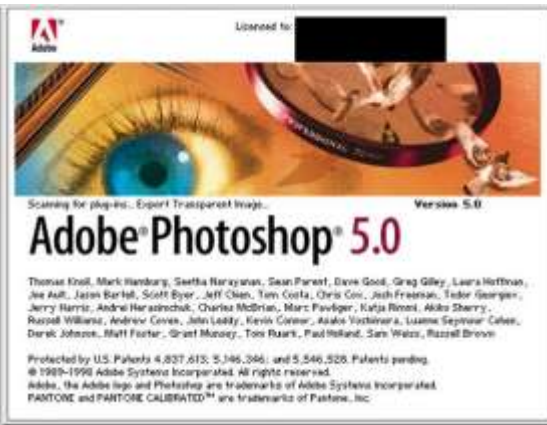 Adobe
Licensed to:
PROFESSIONAL
Scanning for plug-ins... Export Transparent Image...
Version 5.0
Adobe® Photoshop® 5.0
Thomas Knoll, Mark Hamburg, Seetha Narayanan, Sean Parent, Dave Good, Greg Gilley, Laura Hoffman,
Joe Ault, Jason Bartell, Scott Byer, Jeff Chien, Tom Costa, Chris Cox, Josh Freeman, Todor Georgiev,
Jerry Harris, Andrei Herasimchuk, Charles McBrian, Marc Pawliger, Katja Rimmi, Akiko Sherry,
Russell Williams, Andrew Coven, John Leddy, Kevin Connor, Asako Yoshimura, Luanne Seymour Cohen,
Derek Johnson, Matt Foster, Grant Munsey, Tom Ruark, Paul Holland, Sam Weiss, Russell Brown
Protected by U.S. Patents 4,837,613; 5,146,346; and 5,546,528. Patents pending.
© 1989-1998 Adobe Systems Incorporated. All rights reserved.
Adobe, the Adobe logo and Photoshop are trademarks of Adobe Systems Incorporated.
PANTONE and PANTONE CALIBRATED™ are trademarks of Pantone, Inc.